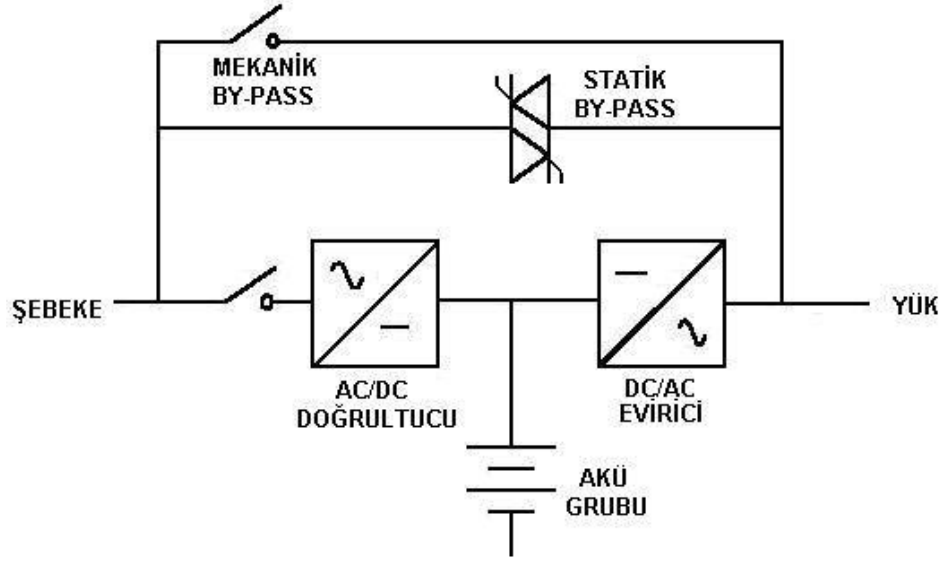 MEKANİK
BY-PASS
STATİK
BY-PASS
ŞEBEKE
YÜK
AC/DC
DOĞRULTUCU
DC/AC
EVİRİCİ
AKÜ
GRUBU